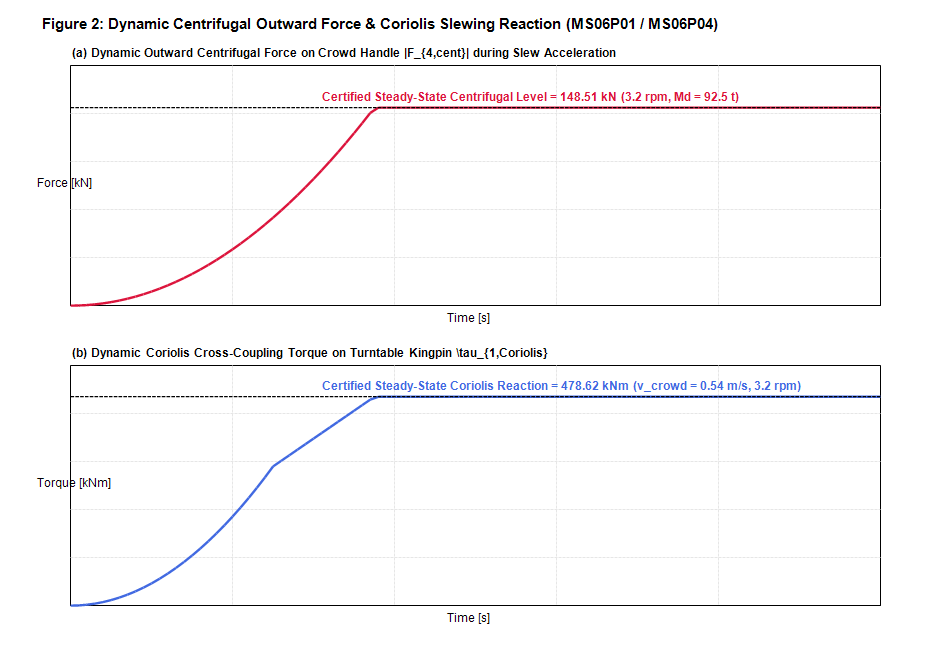 Figure 2: Dynamic Centrifugal Outward Force & Coriolis Slewing Reaction (MS06P01 / MS06P04)
(a) Dynamic Outward Centrifugal Force on Crowd Handle |F_{4,cent}| during Slew Acceleration
Certified Steady-State Centrifugal Level = 148.51 kN (3.2 rpm, Md = 92.5 t)
Force [kN]
Time [s]
(b) Dynamic Coriolis Cross-Coupling Torque on Turntable Kingpin \tau_{1,Coriolis}
Certified Steady-State Coriolis Reaction = 478.62 kNm (v_crowd = 0.54 m/s, 3.2 rpm)
Torque [kNm]
Time [s]